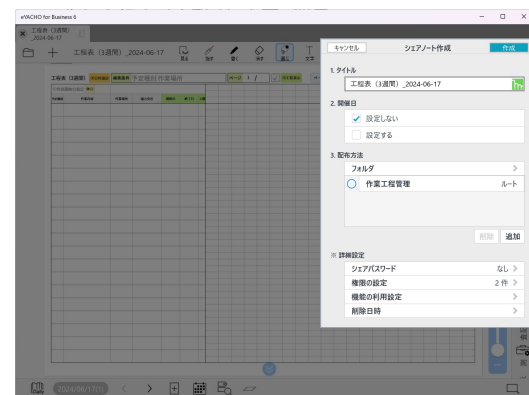 eYACHO for Business 6
工程表（3週間）
_2024-06-17
工程表（3週間）_2024-06-17
見る
書く
消す
文字
工程表（3週間）
予定種別 作業場所
ページ 1 /
キャンセル
シェアノート作成
作成
1. タイトル
工程表（3週間）_2024-06-17
2. 開催日
設定しない
設定する
3. 配布方法
フォルダ
作業工程管理
ルート
削除
追加
※ 詳細設定
シェアパスワード
なし
権限の設定
2 件
機能の利用設定
削除日時
2024/06/17(月)